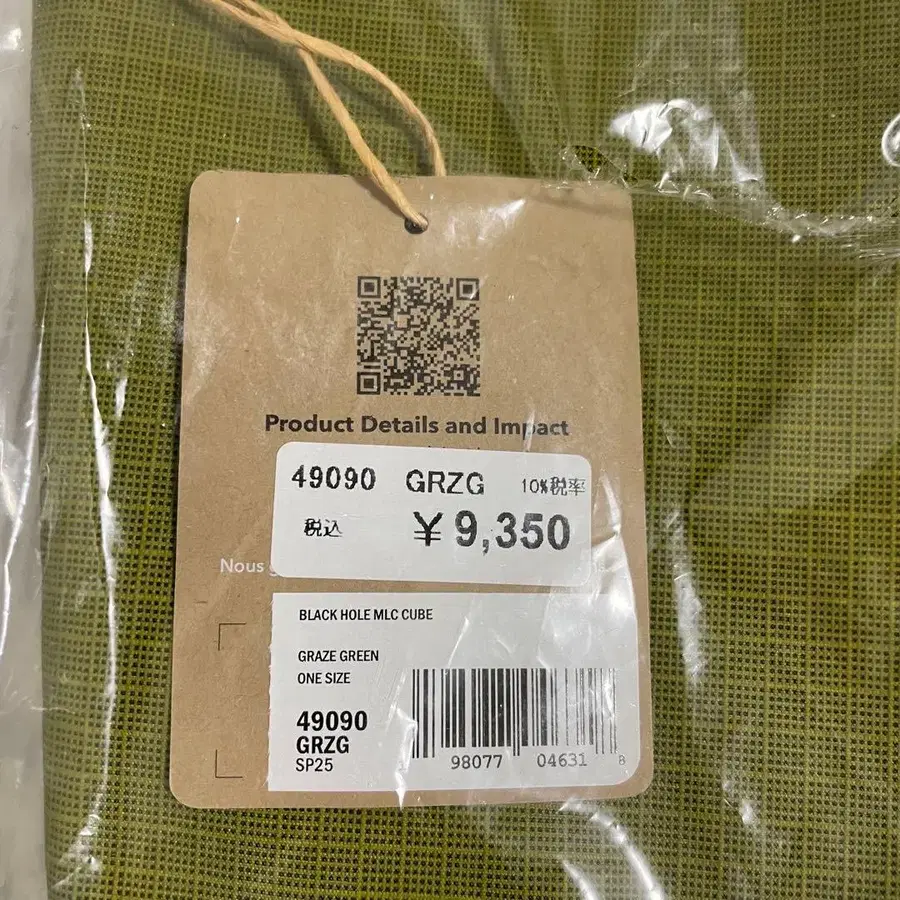 Product Details and Impact
49090 GRZG 10%税率
税込 ¥9,350
Nous
BLACK HOLE MLC CUBE
GRAZE GREEN
ONE SIZE
49090
GRZG
SP25
98077 04631 8